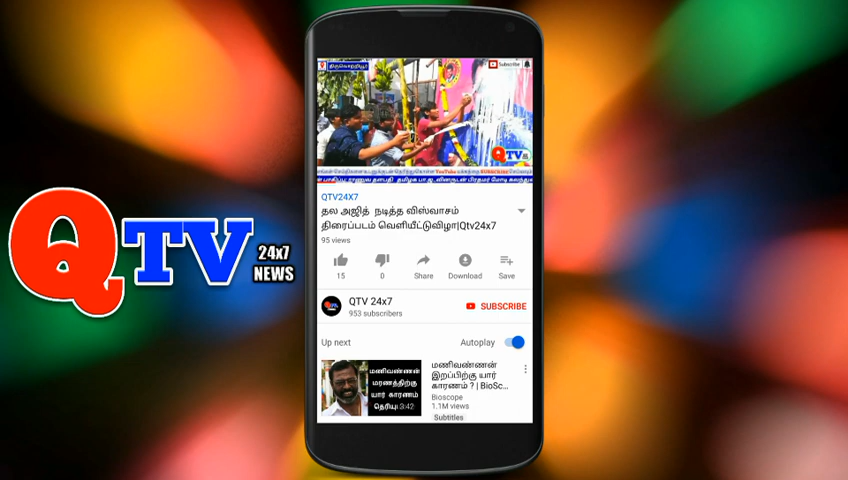 QTV
24x7
NEWS
திருவொற்றியூர்
Subscribe
QTV
QTV24X7
தல அஜித் நடித்த விஸ்வாசம்
திரைப்படம் வெளியீட்டுவிழா|Qtv24x7
95 views
15
0
Share
Download
Save
QTV 24x7
953 subscribers
SUBSCRIBE
Up next
Autoplay
மணிவண்ணன்
மரணத்திற்கு
யார் காரணம்
தெரியு
3:42
மணிவண்ணன்
இறப்பிற்கு யார்
காரணம் ? | BioSc...
Bioscope
1.1M views
Subtitles